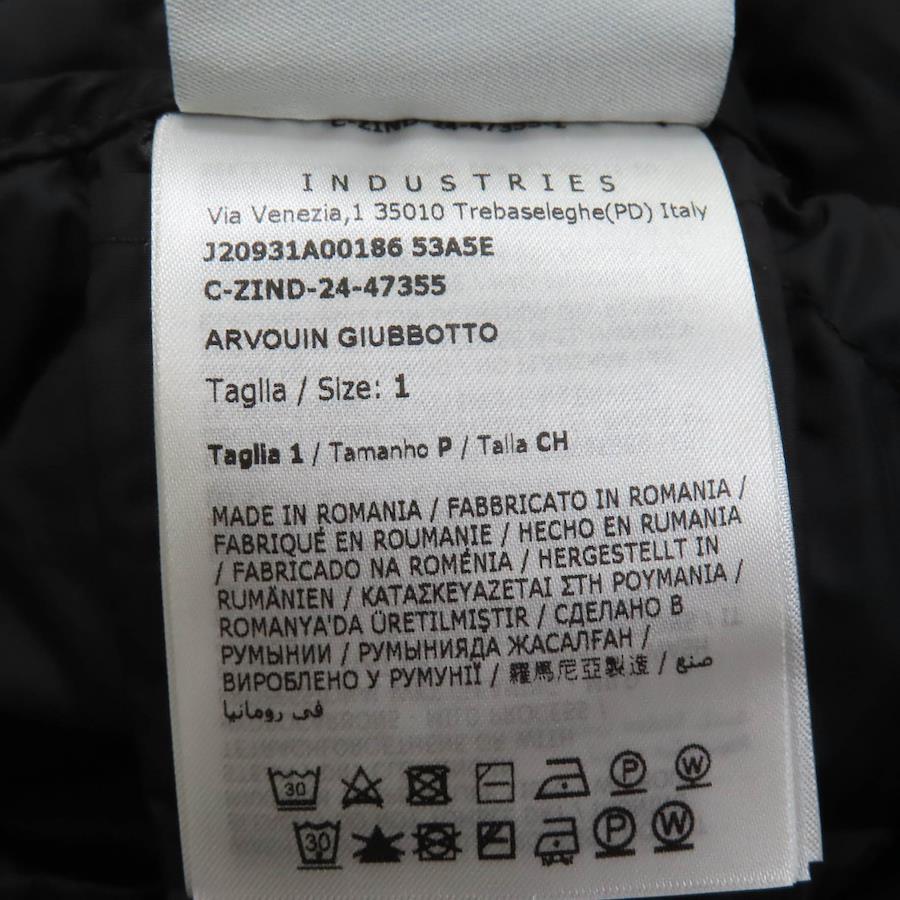 INDUSTRIES
Via Venezia,1 35010 Trebaseleghe(PD) Italy
J20931A00186 53A5E
C-ZIND-24-47355
ARVOUIN GIUBBOTTO
Taglia / Size: 1
Taglia 1 / Tamanho P / Talla CH
MADE IN ROMANIA / FABBRICATO IN ROMANIA /
FABRIQUÉ EN ROUMANIE / HECHO EN RUMANIA
/ FABRICADO NA ROMÉNIA / HERGESTELLT IN
RUMÄNIEN / ΚΑΤΑΣΚΕΥΑΖΕΤΑΙ ΣΤΗ ΡΟΥΜΑΝΙΑ /
ROMANYA'DA ÜRETILMIŞTIR / СДЕЛАНО В
РУМЫНИИ / РУМЫНИЯДА ЖАСАЛҒАН /
ВИРОБЛЕНО У РУМУНІЇ / 羅馬尼亞製造 / صنع
في رومانيا
30 P W
30 P W